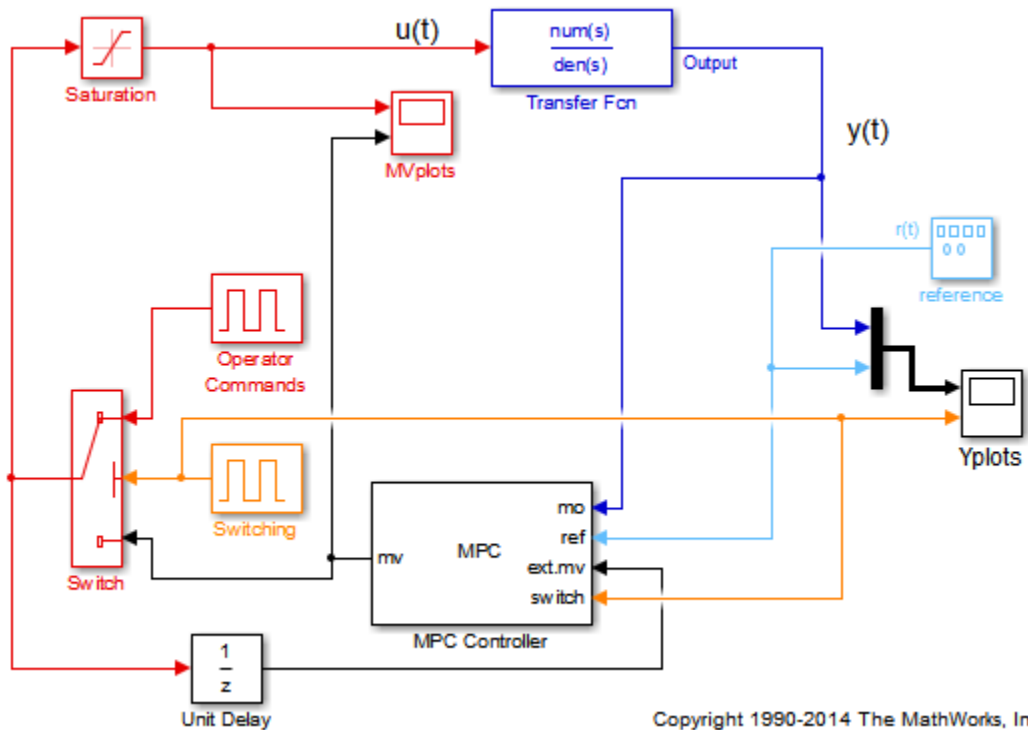 u(t)
num(s)
den(s)
Output
Transfer Fcn
Saturation
MVplots
y(t)
r(t)
reference
Operator
Commands
Yplots
Switching
Switch
mo
ref
ext.mv
switch
MPC
mv
MPC Controller
1
z
Unit Delay
Copyright 1990-2014 The MathWorks, In